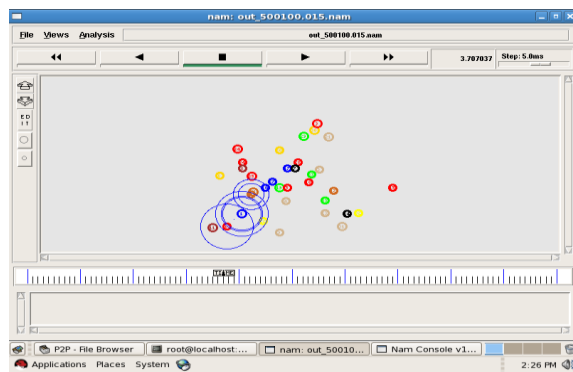 nam: out_500100.015.nam
File Views Analysis out_500100.015.nam
3.707037 Step: 5.0ms
E D
I T
TIME
P2P - File Browser root@localhost:... nam: out_50010... Nam Console v1...
Applications Places System 2:26 PM